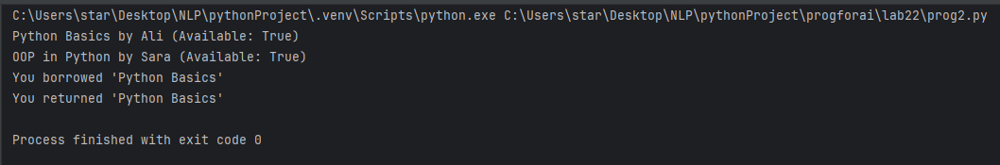 C:\Users\star\Desktop\NLP\pythonProject\.venv\Scripts\python.exe C:\Users\star\Desktop\NLP\pythonProject\progforai\lab22\prog2.py
Python Basics by Ali (Available: True)
OOP in Python by Sara (Available: True)
You borrowed 'Python Basics'
You returned 'Python Basics'
Process finished with exit code 0